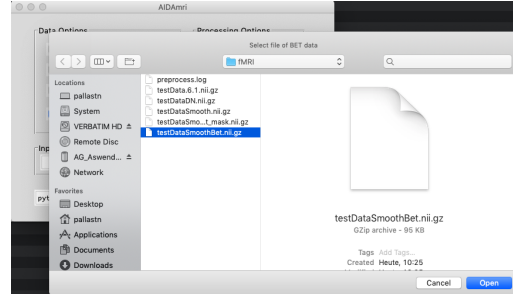 AIDAmri
Data Options
Processing Options
Select file of BET data
fMRI
Locations
pallastn
System
VERBATIM HD
Remote Disc
AG_Aswend...
Network
Favorites
Desktop
pallastn
Applications
Documents
Downloads
preprocess.log
testData.6.1.nii.gz
testDataDN.nii.gz
testDataSmooth.nii.gz
testDataSmo...t_mask.nii.gz
testDataSmoothBet.nii.gz
testDataSmoothBet.nii.gz
GZip archive - 95 KB
Tags Add Tags...
Created Heute, 10:25
Inp
pyt
Cancel
Open